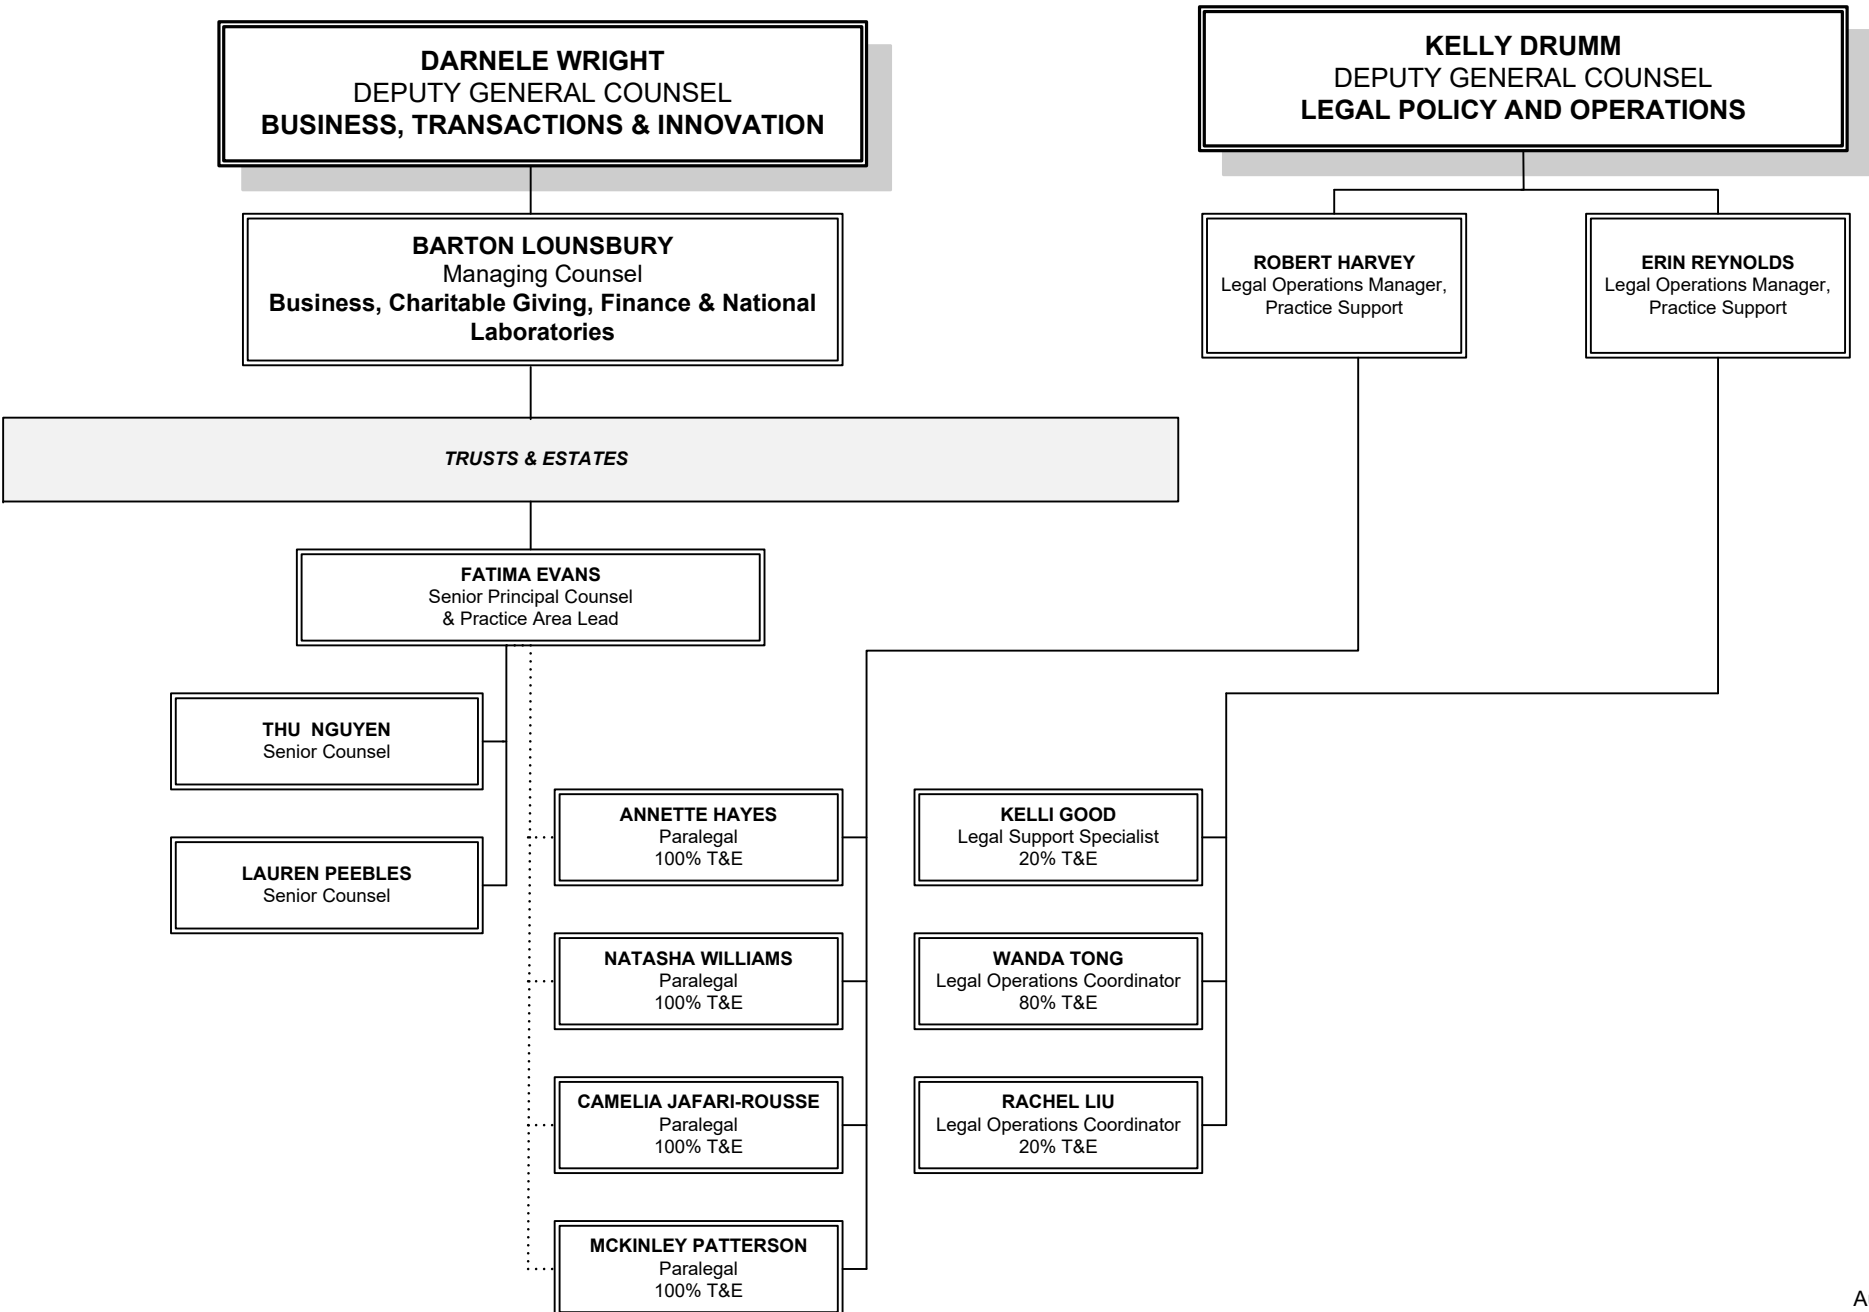 DARNELE WRIGHT
DEPUTY GENERAL COUNSEL
BUSINESS, TRANSACTIONS & INNOVATION
KELLY DRUMM
DEPUTY GENERAL COUNSEL
LEGAL POLICY AND OPERATIONS
BARTON LOUNSBURY
Managing Counsel
Business, Charitable Giving, Finance & National
Laboratories
ROBERT HARVEY
Legal Operations Manager,
Practice Support
ERIN REYNOLDS
Legal Operations Manager,
Practice Support
TRUSTS & ESTATES
FATIMA EVANS
Senior Principal Counsel
& Practice Area Lead
THU NGUYEN
Senior Counsel
LAUREN PEEBLES
Senior Counsel
ANNETTE HAYES
Paralegal
100% T&E
NATASHA WILLIAMS
Paralegal
100% T&E
CAMELIA JAFARI-ROUSSE
Paralegal
100% T&E
MCKINLEY PATTERSON
Paralegal
100% T&E
KELLI GOOD
Legal Support Specialist
20% T&E
WANDA TONG
Legal Operations Coordinator
80% T&E
RACHEL LIU
Legal Operations Coordinator
20% T&E